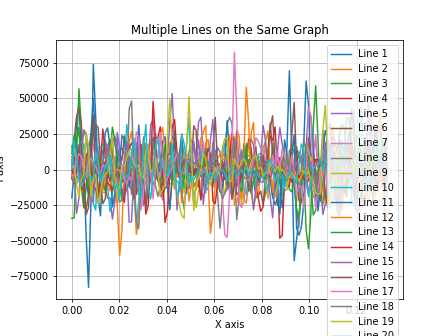 Multiple Lines on the Same Graph
75000
50000
25000
0
−25000
−50000
−75000
0.00
0.02
0.04
0.06
0.08
0.10
X axis
Line 1
Line 2
Line 3
Line 4
Line 5
Line 6
Line 7
Line 8
Line 9
Line 10
Line 11
Line 12
Line 13
Line 14
Line 15
Line 16
Line 17
Line 18
Line 19
Line 20